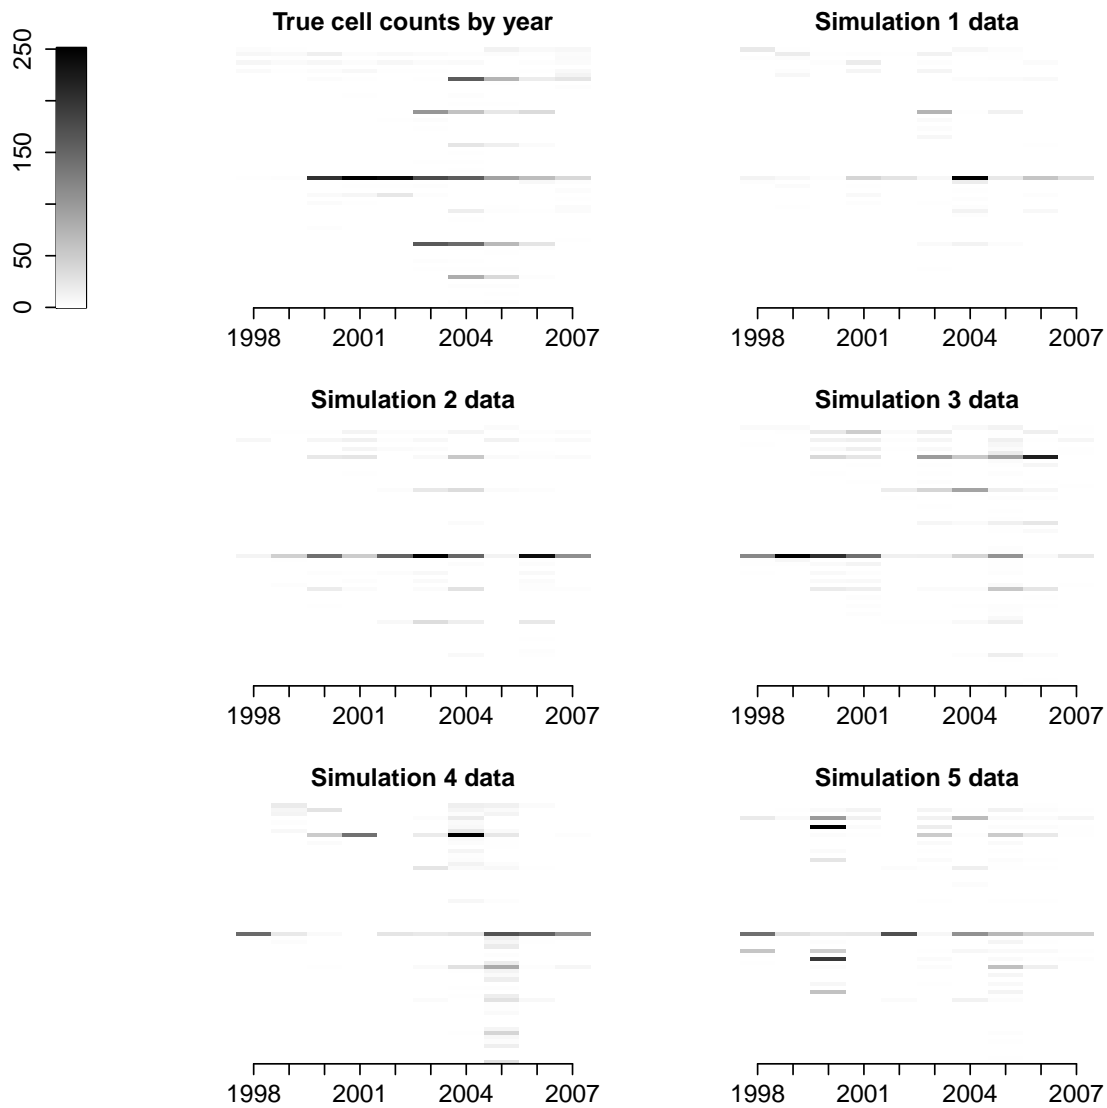 True cell counts by year
Simulation 1 data
250
150
50
0
1998 2001 2004 2007
1998 2001 2004 2007
Simulation 2 data
Simulation 3 data
1998 2001 2004 2007
1998 2001 2004 2007
Simulation 4 data
Simulation 5 data
1998 2001 2004 2007
1998 2001 2004 2007